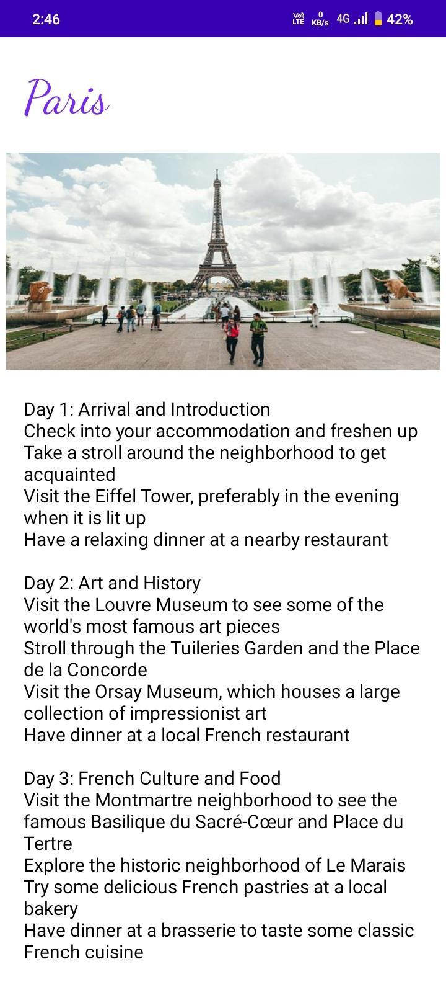 2:46
Vo))
LTE
0
KB/s
4G
42%
Paris
Day 1: Arrival and Introduction
Check into your accommodation and freshen up
Take a stroll around the neighborhood to get
acquainted
Visit the Eiffel Tower, preferably in the evening
when it is lit up
Have a relaxing dinner at a nearby restaurant
Day 2: Art and History
Visit the Louvre Museum to see some of the
world's most famous art pieces
Stroll through the Tuileries Garden and the Place
de la Concorde
Visit the Orsay Museum, which houses a large
collection of impressionist art
Have dinner at a local French restaurant
Day 3: French Culture and Food
Visit the Montmartre neighborhood to see the
famous Basilique du Sacré-Cœur and Place du
Tertre
Explore the historic neighborhood of Le Marais
Try some delicious French pastries at a local
bakery
Have dinner at a brasserie to taste some classic
French cuisine